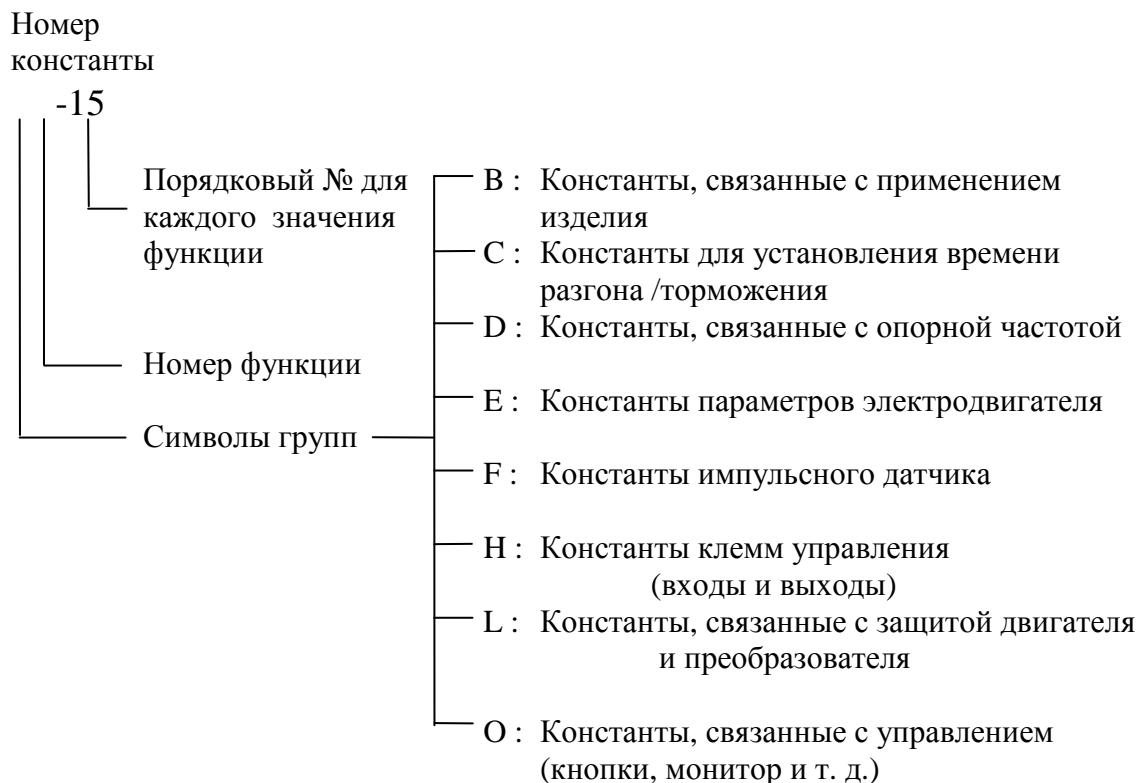 Номер
константы
-15
Порядковый № для
каждого значения
функции
Номер функции
Символы групп
B : Константы, связанные с применением
изделия
C : Константы для установления времени
разгона /торможения
D : Константы, связанные с опорной частотой
E : Константы параметров электродвигателя
F : Константы импульсного датчика
H : Константы клемм управления
(входы и выходы)
L : Константы, связанные с защитой двигателя
и преобразователя
O : Константы, связанные с управлением
(кнопки, монитор и т. д.)